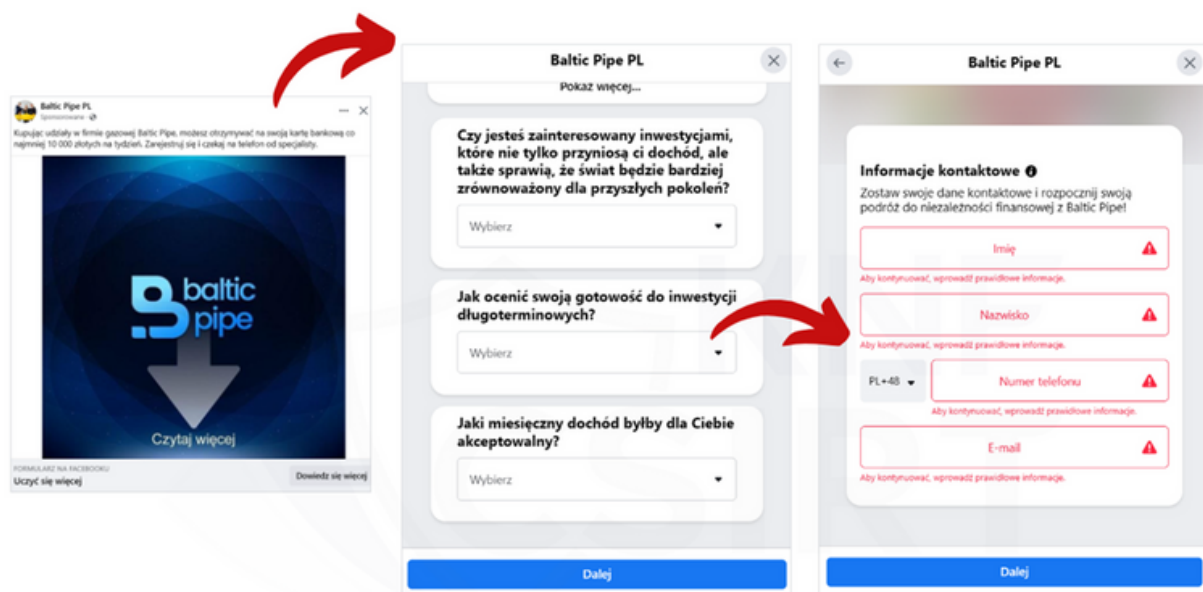 Baltic Pipe PL
Sponsorowane
Kupując udziały w firmie gazowej Baltic Pipe, możesz otrzymywać na swoją kartę bankową co
najmniej 10 000 złotych na tydzień. Zarejestruj się i czekaj na telefon od specjalisty.
baltic
pipe
Czytaj więcej
FORMULARZ NA FACEBOOKU
Uczyć się więcej
Dowiedz się więcej
Baltic Pipe PL
Pokaż więcej...
Czy jesteś zainteresowany inwestycjami,
które nie tylko przyniosą ci dochód, ale
także sprawią, że świat będzie bardziej
zrównoważony dla przyszłych pokoleń?
Wybierz
Jak ocenić swoją gotowość do inwestycji
długoterminowych?
Wybierz
Jaki miesięczny dochód byłby dla Ciebie
akceptowalny?
Wybierz
Dalej
Baltic Pipe PL
Informacje kontaktowe
Zostaw swoje dane kontaktowe i rozpocznij swoją
podróż do niezależności finansowej z Baltic Pipe!
Imię
Aby kontynuować, wprowadź prawidłowe informacje.
Nazwisko
Aby kontynuować, wprowadź prawidłowe informacje.
PL+48
Numer telefonu
Aby kontynuować, wprowadź prawidłowe informacje.
E-mail
Aby kontynuować, wprowadź prawidłowe informacje.
Dalej
KNF
CSIRT